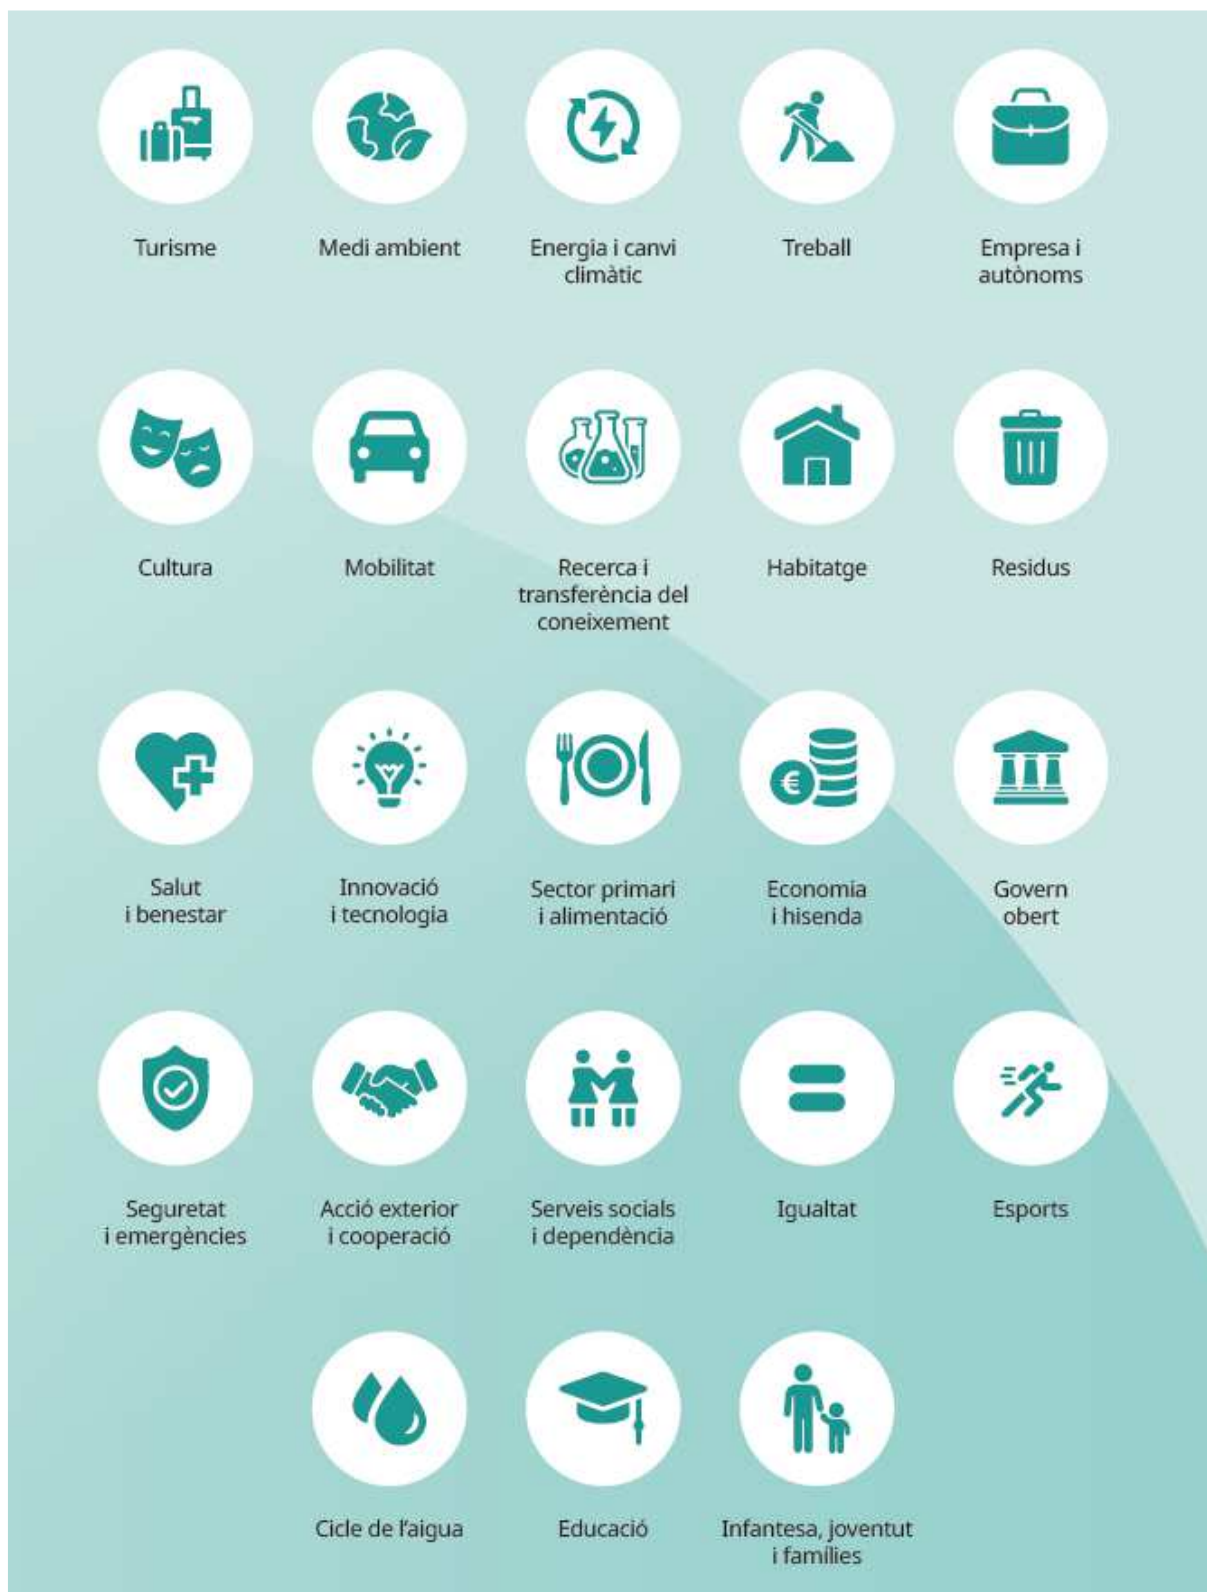 Turisme
Medi ambient
Energia i canvi
climàtic
Treball
Empresa i
autònoms
Cultura
Mobilitat
Recerca i
transferència del
coneixement
Habitatge
Residus
Salut
i benestar
Innovació
i tecnologia
Sector primari
i alimentació
€
Economia
i hisenda
Govern
obert
Seguretat
i emergències
Acció exterior
i cooperació
Serveis socials
i dependència
Igualtat
Esports
Cicle de l'aigua
Educació
Infantesa, joventut
i famílies